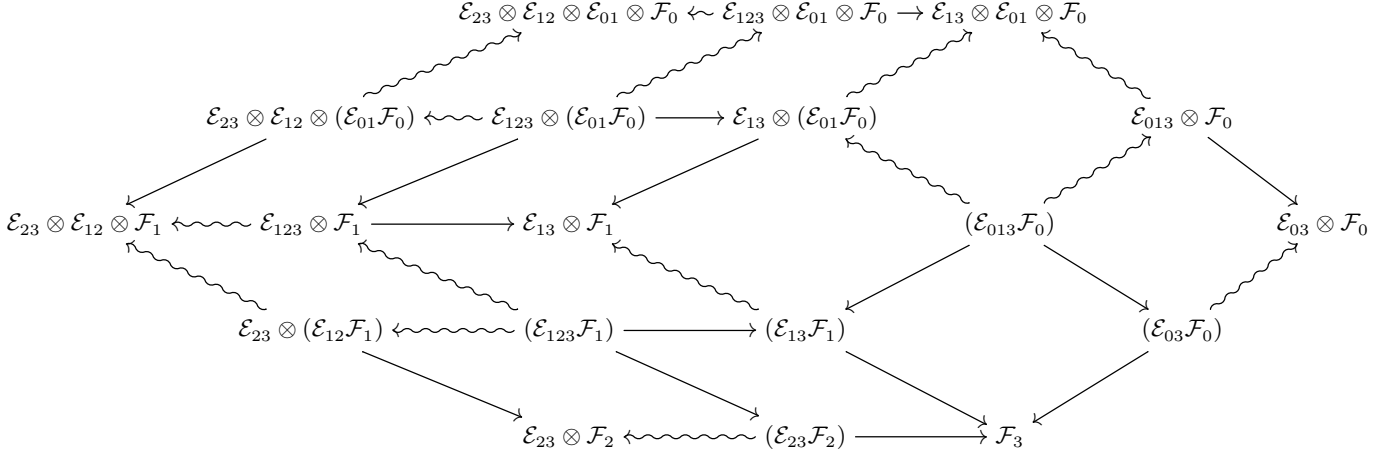 ℰ₂₃ ⊗ ℰ₁₂ ⊗ ℰ₀₁ ⊗ ℱ₀ ℰ₁₂₃ ⊗ ℰ₀₁ ⊗ ℱ₀ ℰ₁₃ ⊗ ℰ₀₁ ⊗ ℱ₀
ℰ₂₃ ⊗ ℰ₁₂ ⊗ (ℰ₀₁ℱ₀) ℰ₁₂₃ ⊗ (ℰ₀₁ℱ₀) ℰ₁₃ ⊗ (ℰ₀₁ℱ₀) ℰ₀₁₃ ⊗ ℱ₀
ℰ₂₃ ⊗ ℰ₁₂ ⊗ ℱ₁ ℰ₁₂₃ ⊗ ℱ₁ ℰ₁₃ ⊗ ℱ₁ (ℰ₀₁₃ℱ₀) ℰ₀₃ ⊗ ℱ₀
ℰ₂₃ ⊗ (ℰ₁₂ℱ₁) (ℰ₁₂₃ℱ₁) (ℰ₁₃ℱ₁) (ℰ₀₃ℱ₀)
ℰ₂₃ ⊗ ℱ₂ (ℰ₂₃ℱ₂) ℱ₃